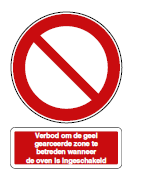 Verbod om de geel
gearceerde zone te
betreden wanneer
de oven is ingeschakeld